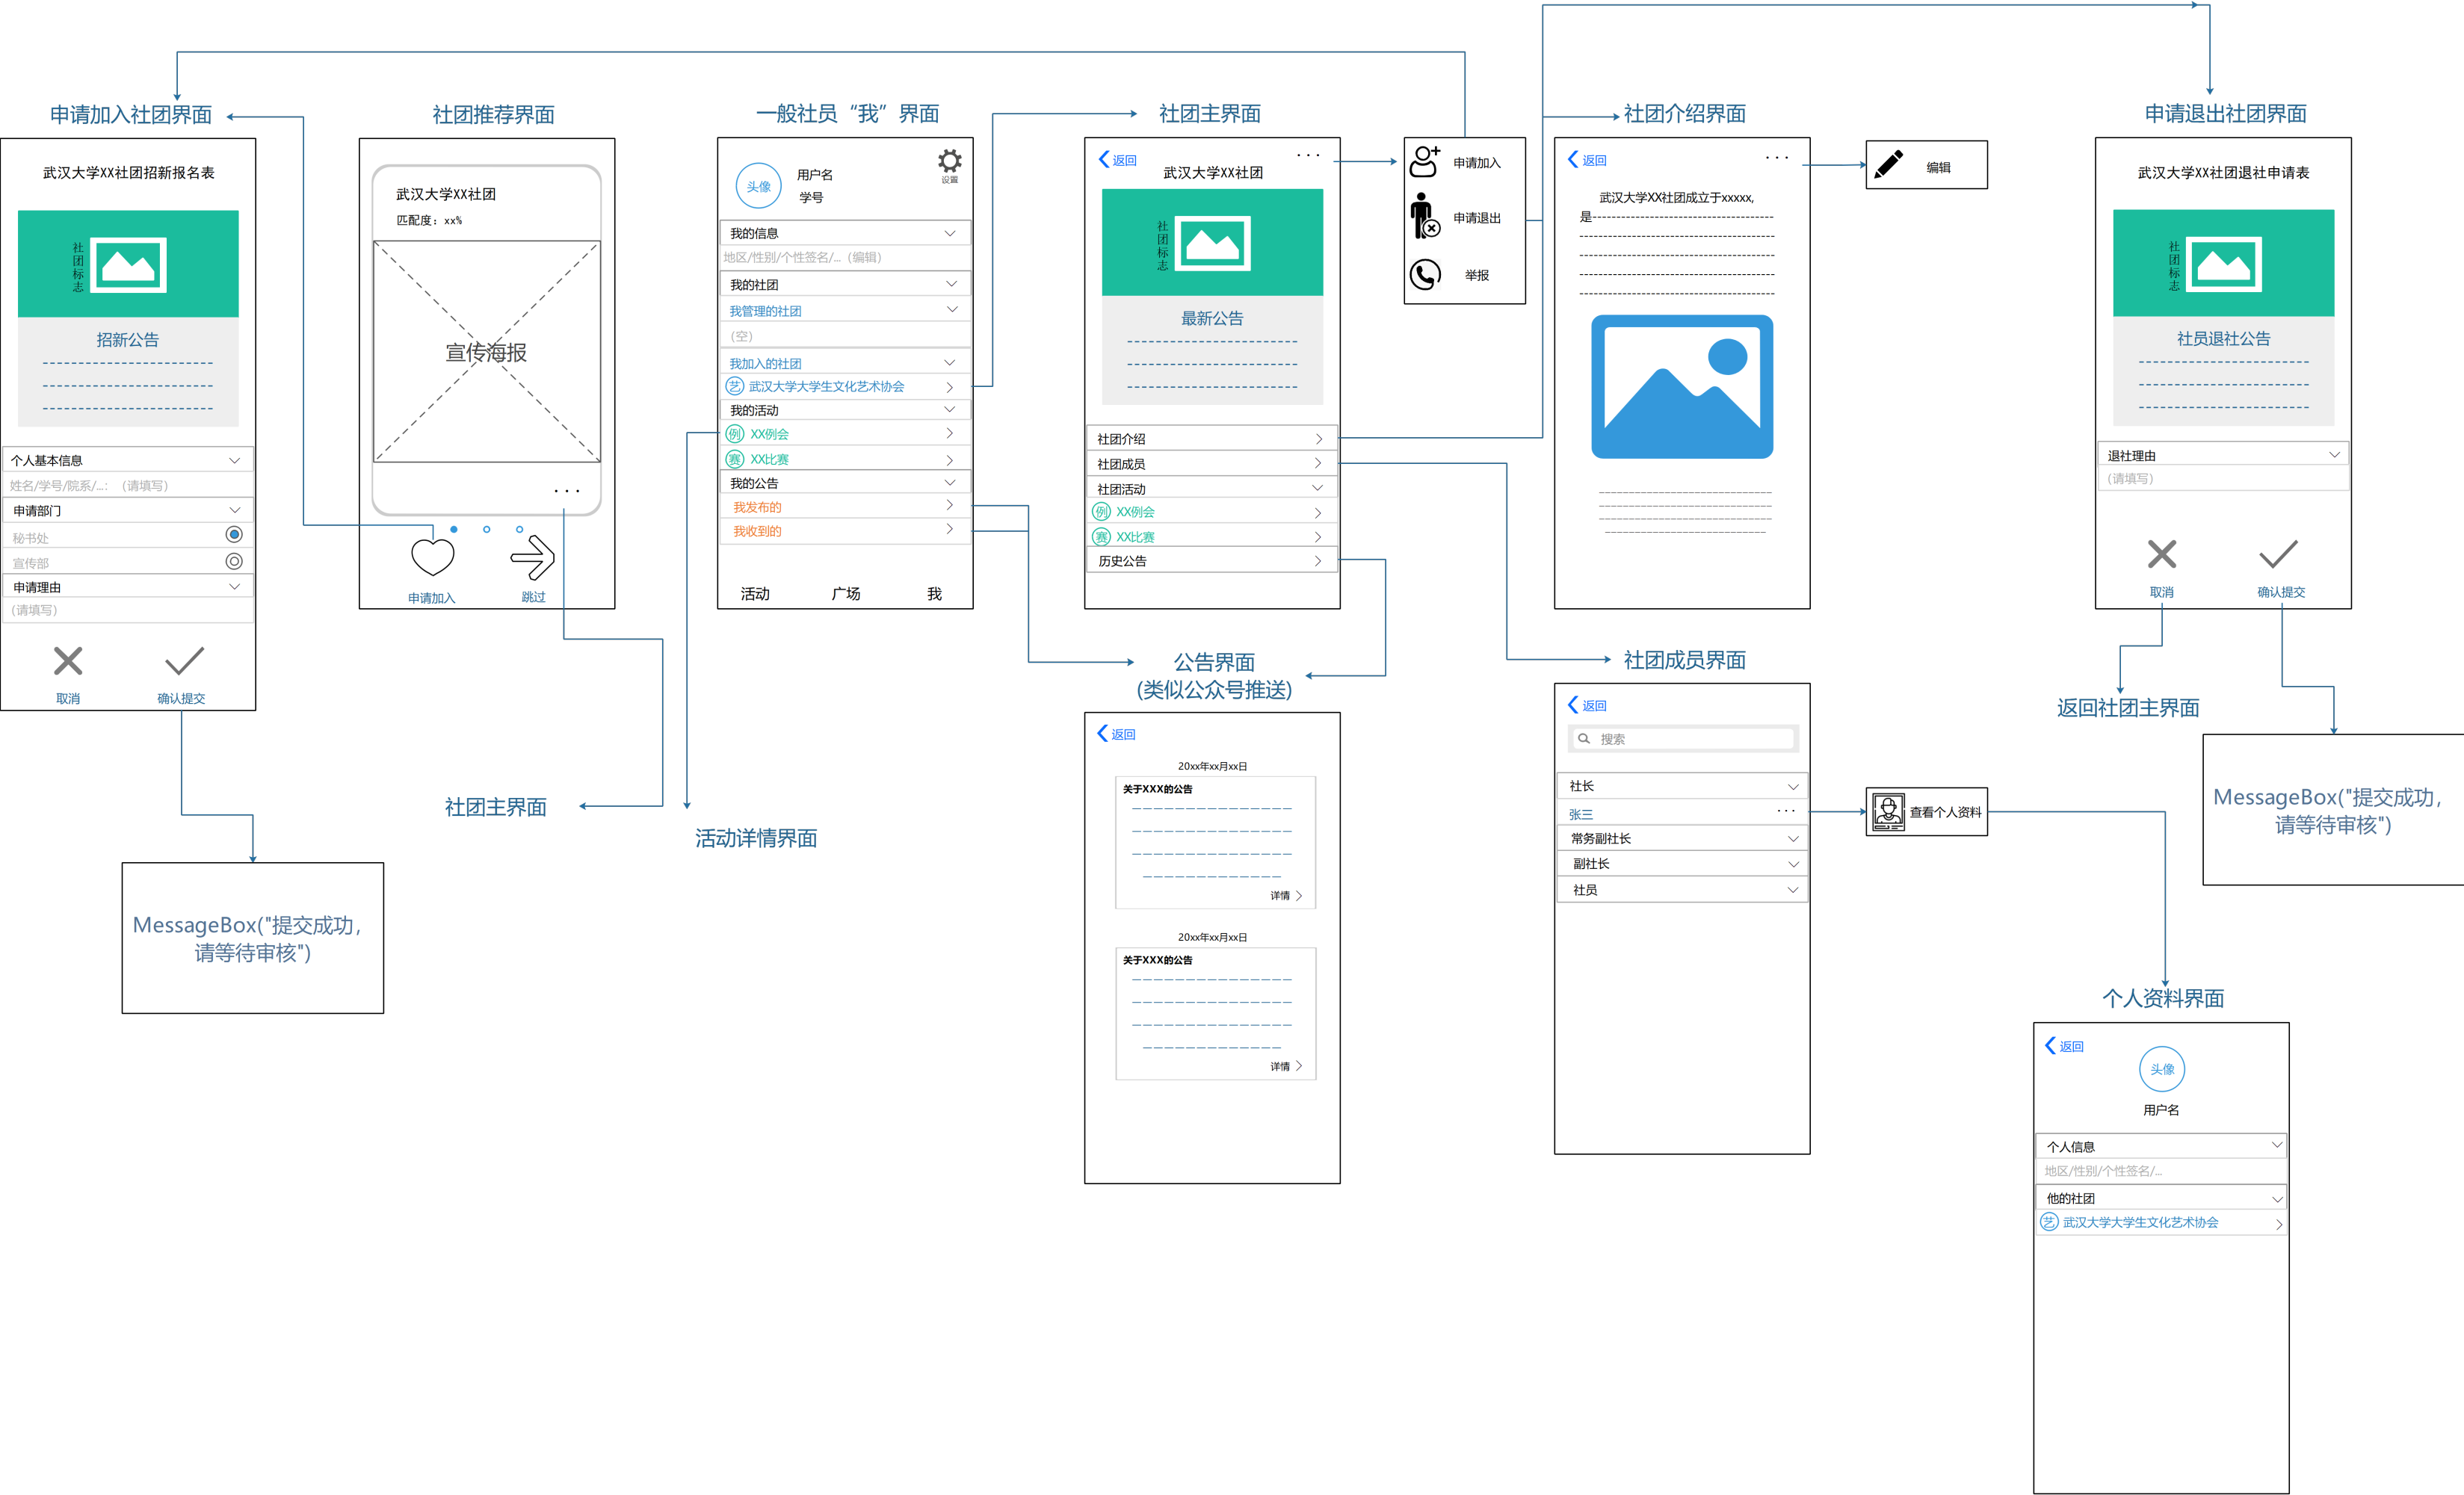 申请加入社团界面
武汉大学XX社团招新报名表
社团标志
招新公告
个人基本信息
姓名/学号/院系/...: （请填写）
申请部门
秘书处
宣传部
申请理由
(请填写)
取消
确认提交
MessageBox("提交成功,
请等待审核")
社团推荐界面
武汉大学XX社团
匹配度：xx%
宣传海报
申请加入
跳过
社团主界面
一般社员“我”界面
头像
用户名
学号
设置
我的信息
地区/性别/个性签名/...（编辑）
我的社团
我管理的社团
(空)
我加入的社团
艺 武汉大学大学生文化艺术协会
我的活动
例 XX例会
赛 XX比赛
我的公告
我发布的
我收到的
活动
广场
我
活动详情界面
社团主界面
返回
武汉大学XX社团
社团标志
最新公告
社团介绍
社团成员
社团活动
例 XX例会
赛 XX比赛
历史公告
申请加入
申请退出
举报
公告界面
(类似公众号推送)
返回
20xx年xx月xx日
关于XXX的公告
详情
20xx年xx月xx日
关于XXX的公告
详情
社团介绍界面
返回
武汉大学XX社团成立于xxxxx,
是
编辑
社团成员界面
返回
搜索
社长
张三
常务副社长
副社长
社员
查看个人资料
申请退出社团界面
武汉大学XX社团退社申请表
社团标志
社员退社公告
退社理由
(请填写)
取消
确认提交
返回社团主界面
MessageBox("提交成功,
请等待审核")
个人资料界面
返回
头像
用户名
个人信息
地区/性别/个性签名/...
他的社团
艺 武汉大学大学生文化艺术协会